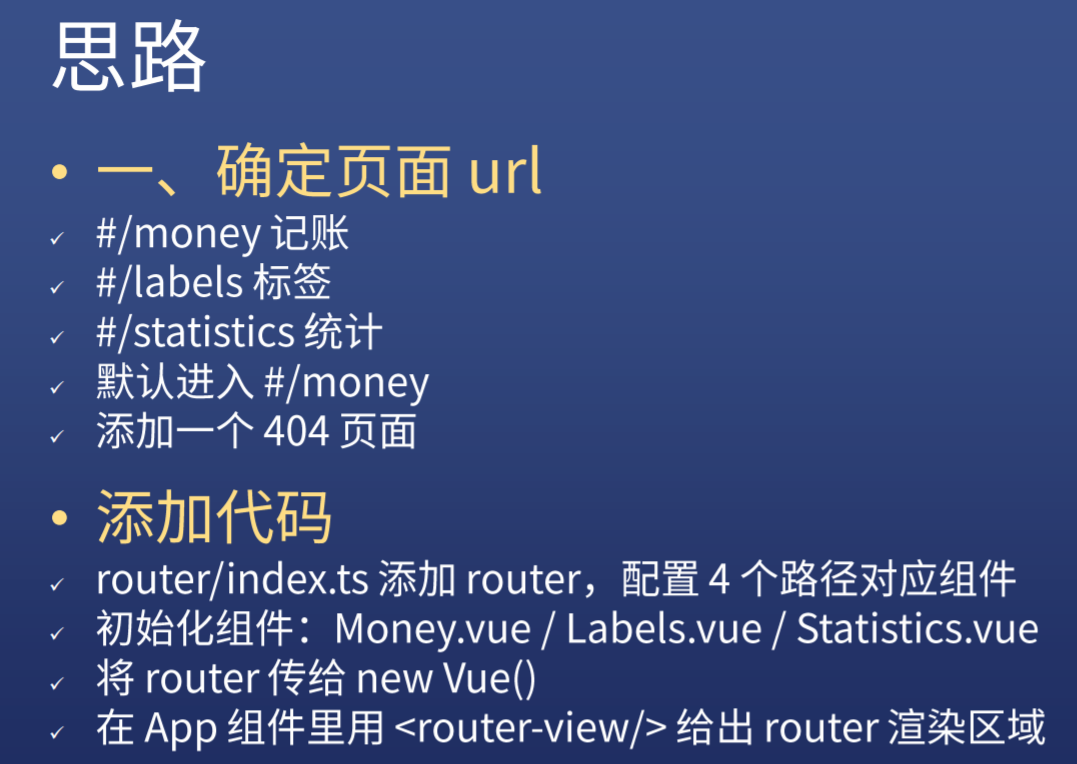 思路
• 一、确定页面 url
✓ #/money 记账
✓ #/labels 标签
✓ #/statistics 统计
✓ 默认进入 #/money
✓ 添加一个 404 页面
• 添加代码
✓ router/index.ts 添加 router，配置 4 个路径对应组件
✓ 初始化组件：Money.vue / Labels.vue / Statistics.vue
✓ 将 router 传给 new Vue()
✓ 在 App 组件里用 <router-view/> 给出 router 渲染区域